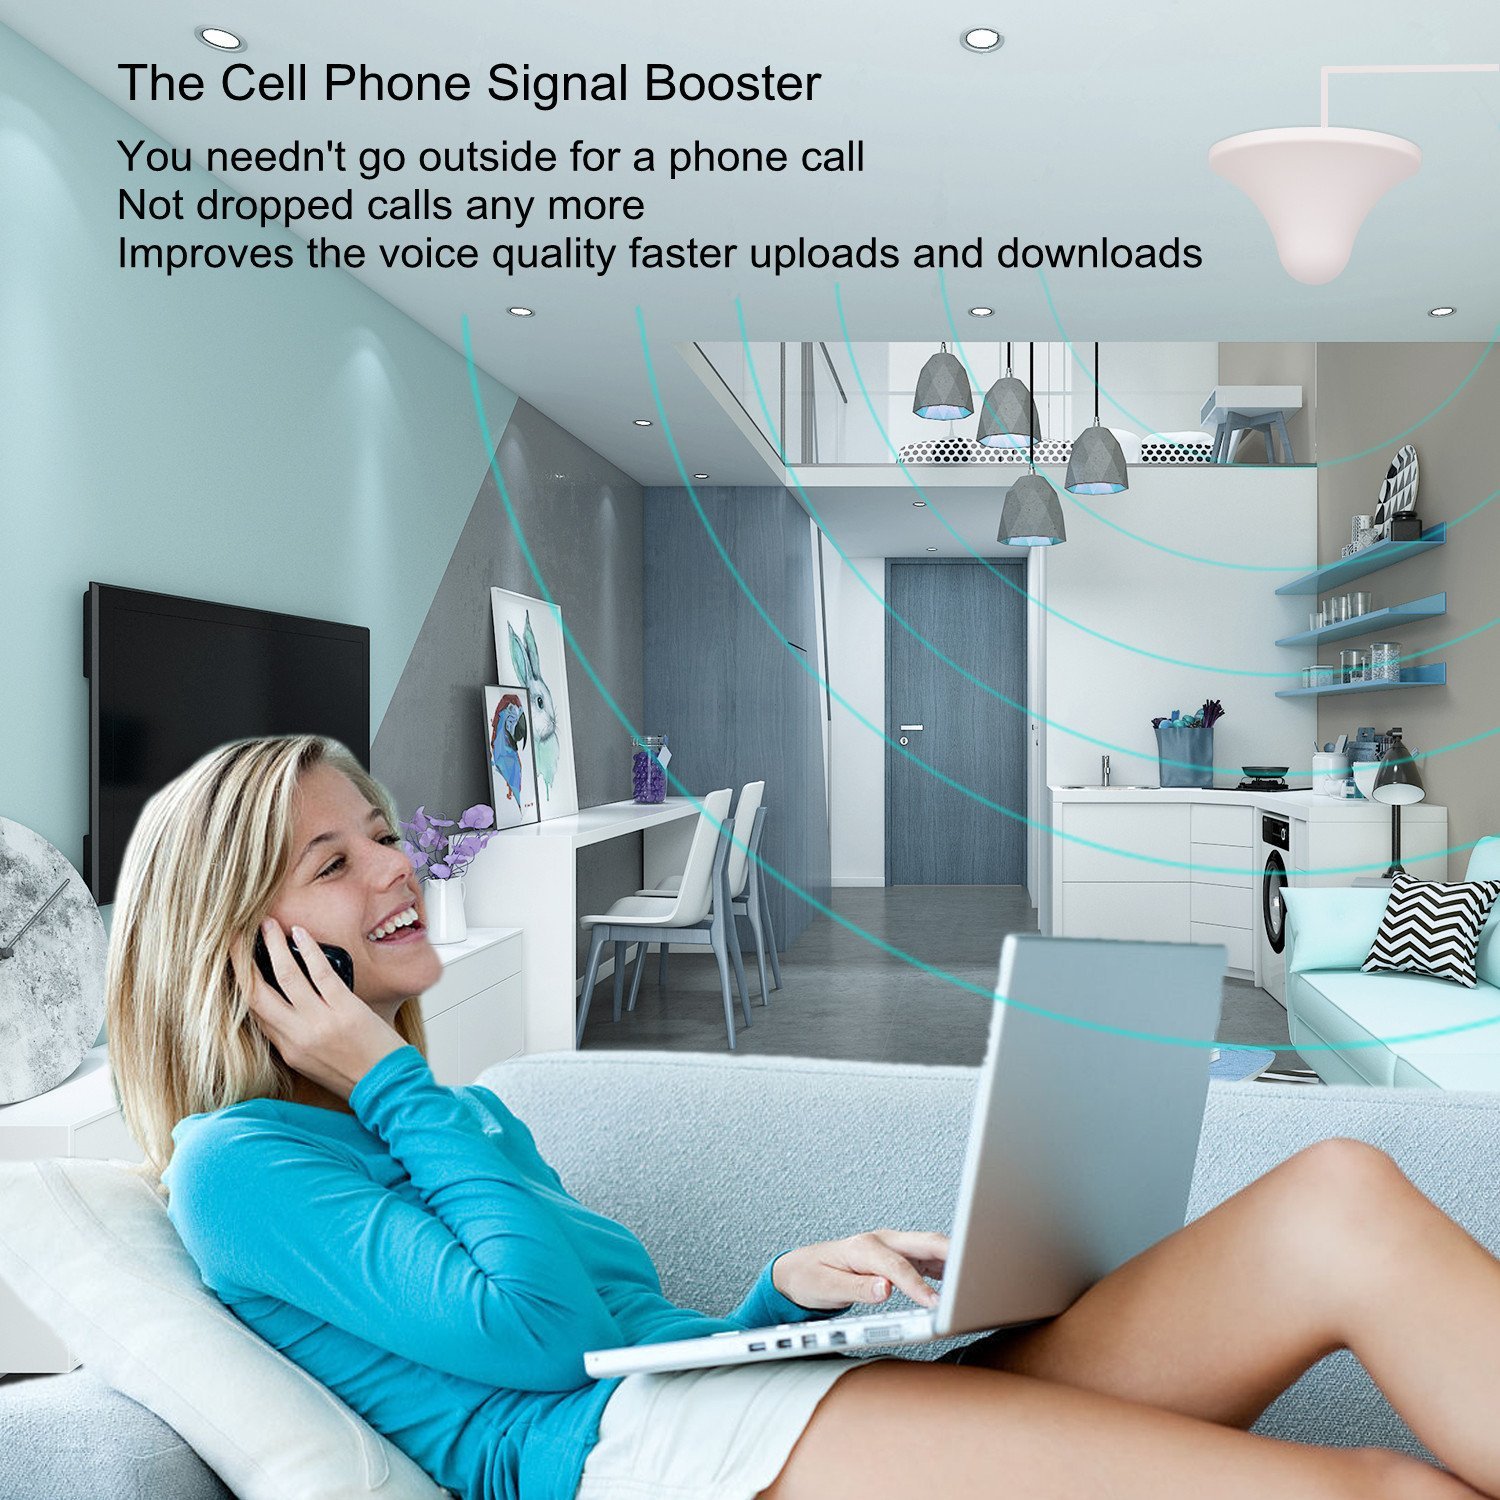 The Cell Phone Signal Booster
You needn't go outside for a phone call
Not dropped calls any more
Improves the voice quality faster uploads and downloads